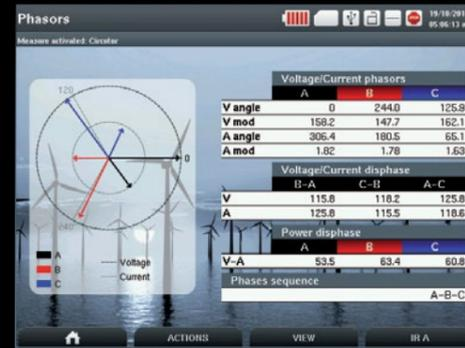 Phasors
19/10/201
05:06:13
Measure activated: Circutor
120
0
240
A
B
C
Voltage
Current
Voltage/Current phasors
A B C
V angle 0 244.0 125.8
V mod 158.2 147.7 162.1
A angle 306.4 180.5 65.1
A mod 1.82 1.78 1.63
Voltage/Current disphase
B-A C-B A-C
V 115.8 118.2 125.8
A 125.8 115.5 118.6
Power disphase
A B C
V-A 53.5 63.4 60.8
Phases sequence
A-B-C
ACTIONS VIEW IR A